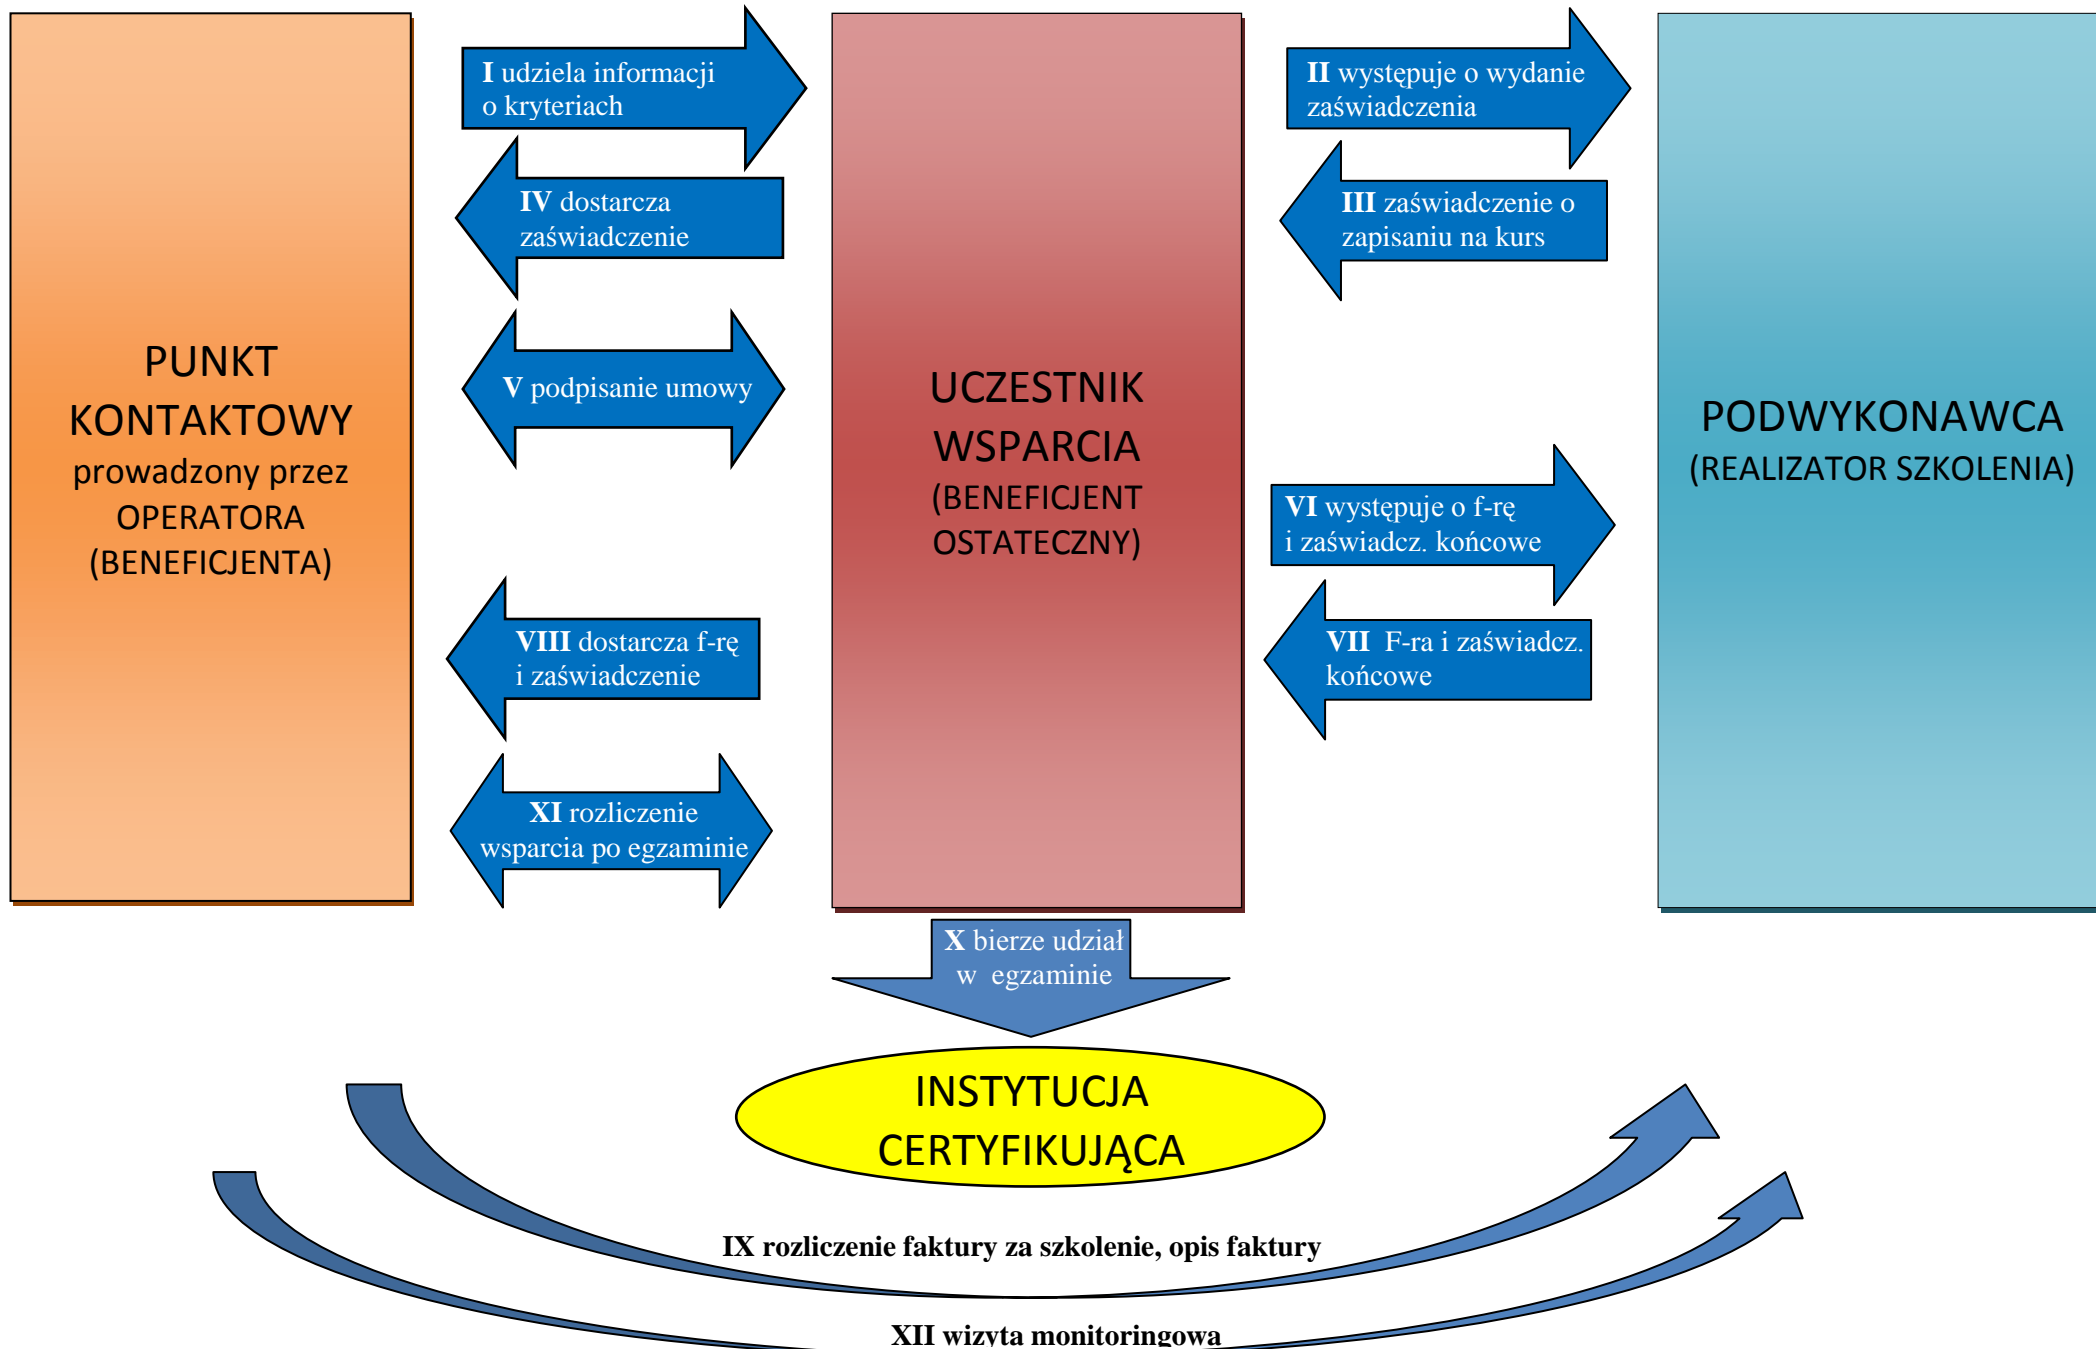 PUNKT
KONTAKTOWY
prowadzony przez
OPERATORA
(BENEFICJENTA)
I udziela informacji
o kryteriach
IV dostarcza
zaświadczenie
V podpisanie umowy
VIII dostarcza f-rę
i zaświadczenie
XI rozliczenie
wsparcia po egzaminie
UCZESTNIK
WSPARCIA
(BENEFICJENT
OSTATECZNY)
II występuje o wydanie
zaświadczenia
III zaświadczenie o
zapisaniu na kurs
VI występuje o f-rę
i zaświadcz. końcowe
VII F-ra i zaświadcz.
końcowe
PODWYKONAWCA
(REALIZATOR SZKOLENIA)
X bierze udział
w egzaminie
INSTYTUCJA
CERTYFIKUJĄCA
IX rozliczenie faktury za szkolenie, opis faktury
XII wizyta monitoringowa